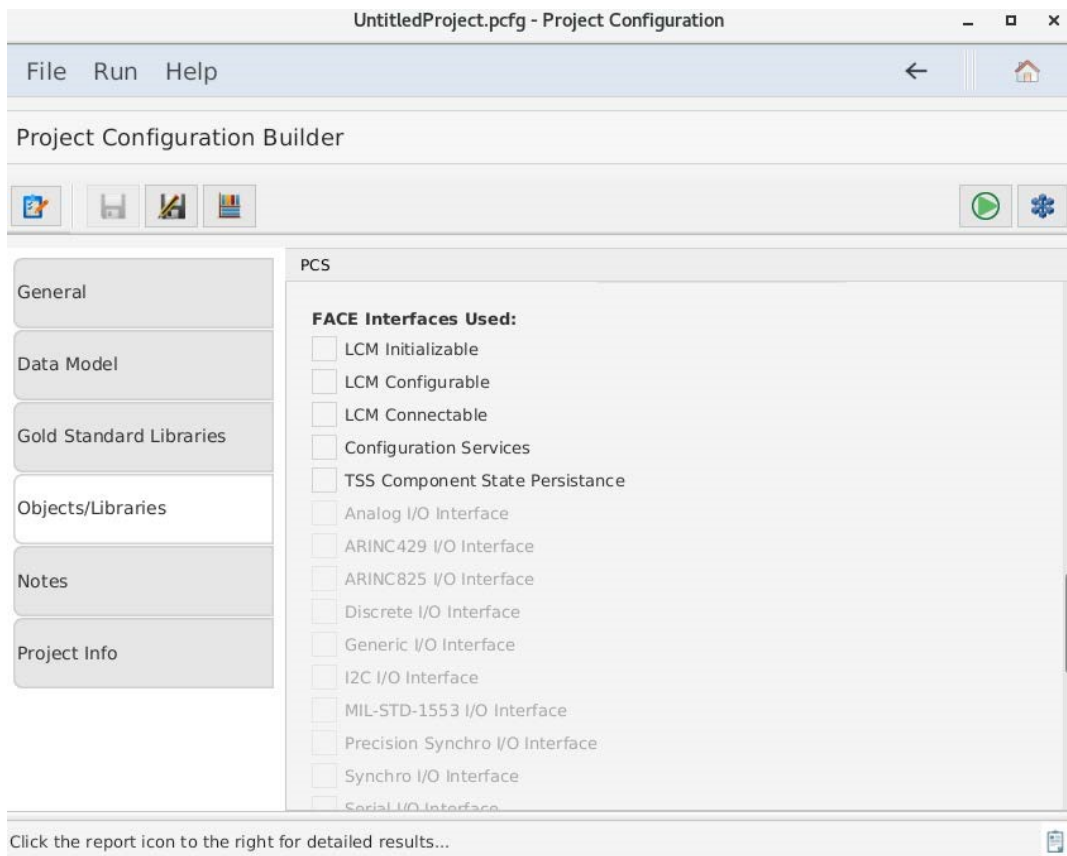 UntitledProject.pcfg - Project Configuration
File Run Help
Project Configuration Builder
General
Data Model
Gold Standard Libraries
Objects/Libraries
Notes
Project Info
PCS
FACE Interfaces Used:
LCM Initializable
LCM Configurable
LCM Connectable
Configuration Services
TSS Component State Persistance
Analog I/O Interface
ARINC429 I/O Interface
ARINC825 I/O Interface
Discrete I/O Interface
Generic I/O Interface
I2C I/O Interface
MIL-STD-1553 I/O Interface
Precision Synchro I/O Interface
Synchro I/O Interface
Serial I/O Interface
Click the report icon to the right for detailed results...